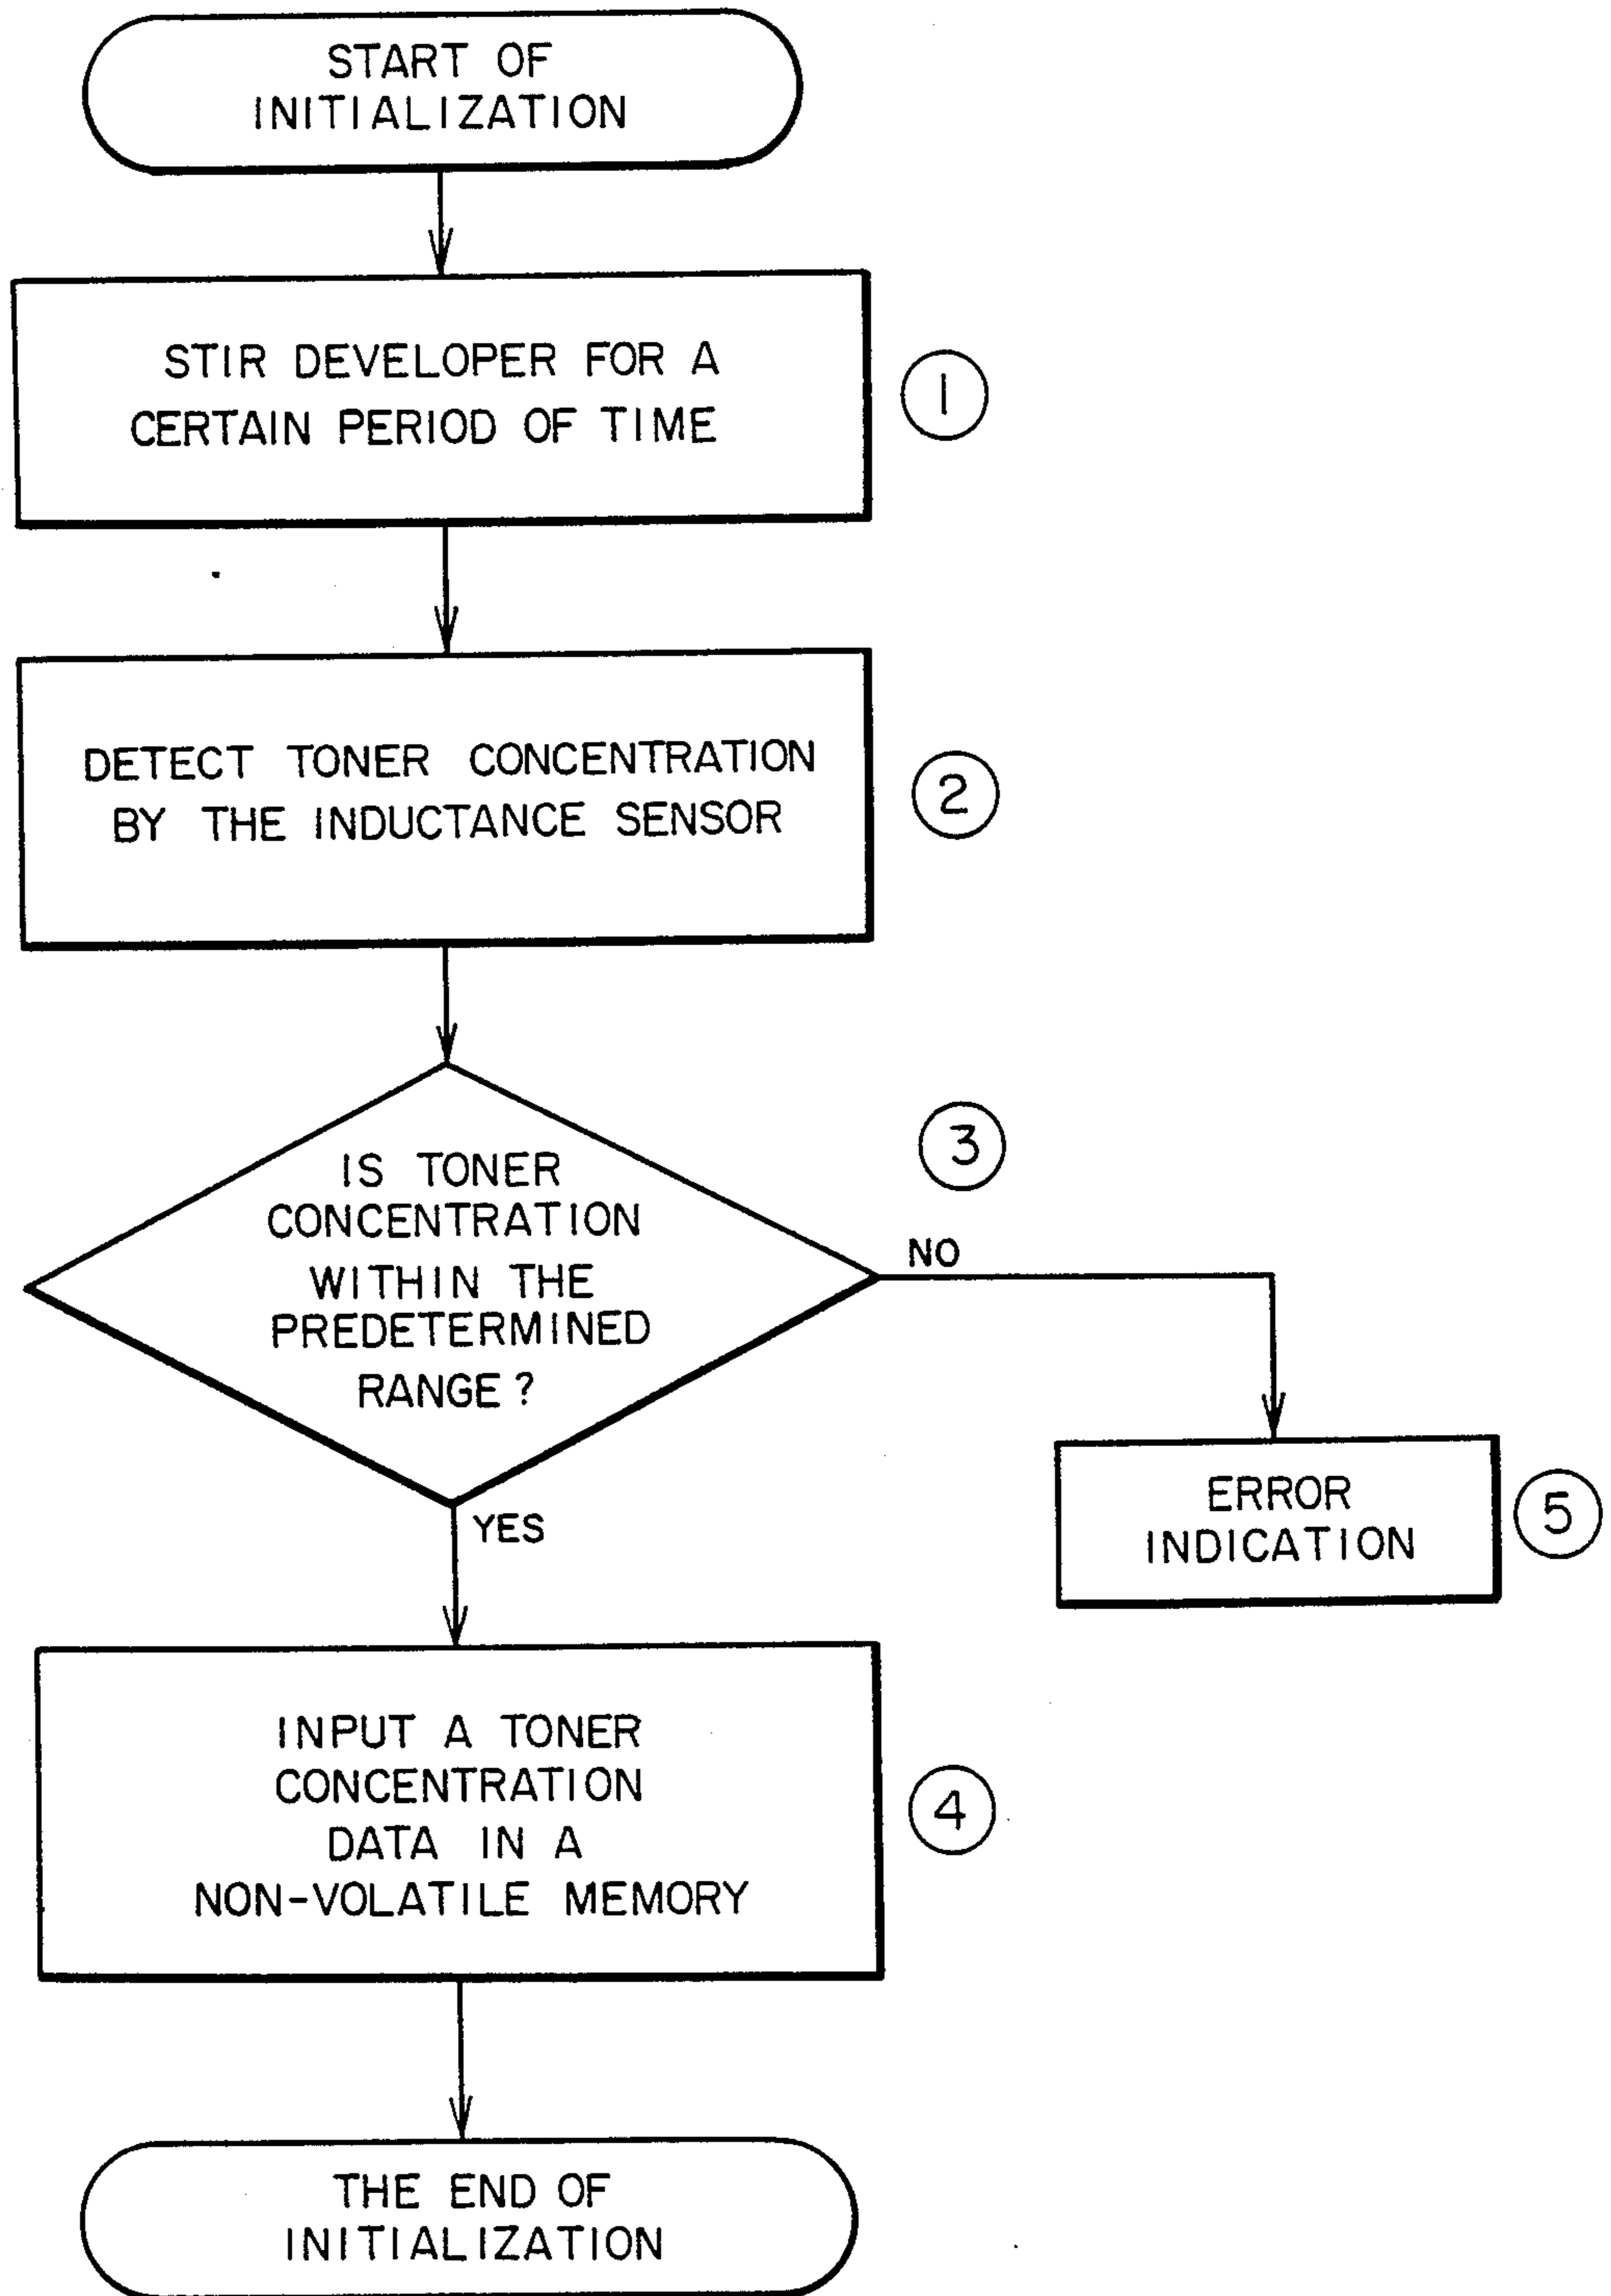 START OF
INITIALIZATION
STIR DEVELOPER FOR A
CERTAIN PERIOD OF TIME
1
DETECT TONER CONCENTRATION
BY THE INDUCTANCE SENSOR
2
IS TONER
CONCENTRATION
WITHIN THE
PREDETERMINED
RANGE?
3
NO
YES
ERROR
INDICATION
5
INPUT A TONER
CONCENTRATION
DATA IN A
NON-VOLATILE MEMORY
4
THE END OF
INITIALIZATION